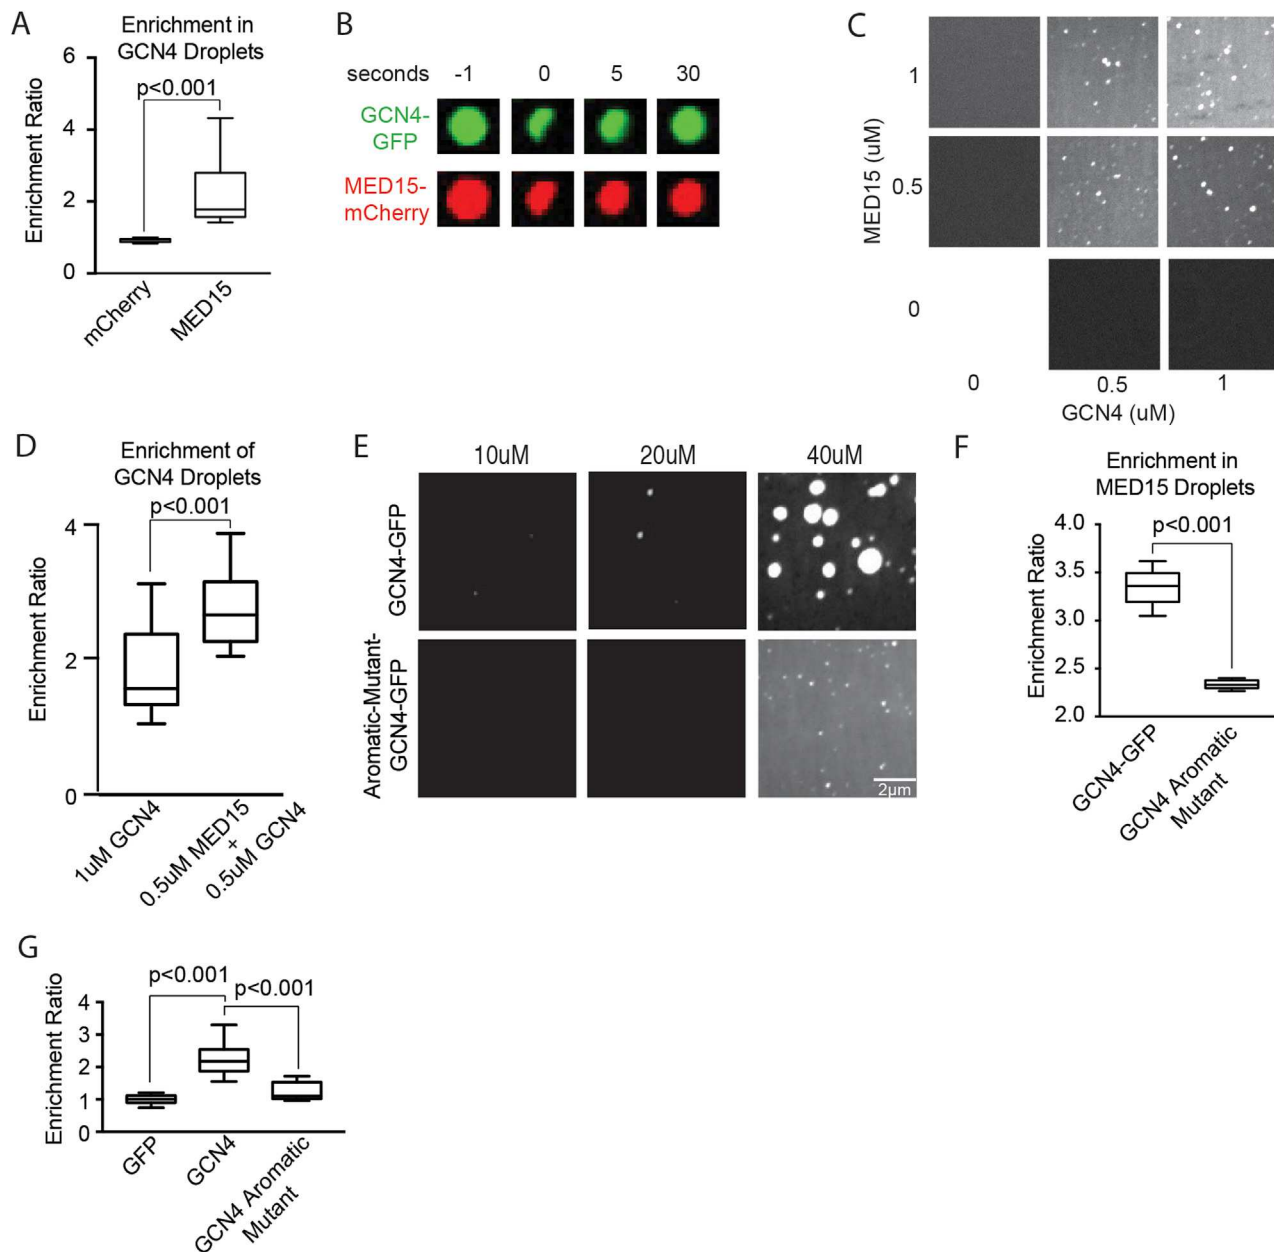 A
Enrichment in
GCN4 Droplets
p<0.001
6
4
2
0
Enrichment Ratio
mCherry
MED15
B
seconds -1 0 5 30
GCN4-
GFP
MED15-
mCherry
C
1
0.5
0
MED15 (uM)
0 0.5 1
GCN4 (uM)
D
Enrichment of
GCN4 Droplets
p<0.001
4
2
0
Enrichment Ratio
1uM GCN4
0.5uM MED15
+
0.5uM GCN4
E
10uM 20uM 40uM
GCN4-GFP
Aromatic-Mutant-
GCN4-GFP
2μm
F
Enrichment in
MED15 Droplets
p<0.001
4.0
3.5
3.0
2.5
2.0
Enrichment Ratio
GCN4-GFP
GCN4 Aromatic
Mutant
G
p<0.001
p<0.001
4
3
2
1
0
Enrichment Ratio
GFP
GCN4
GCN4 Aromatic
Mutant